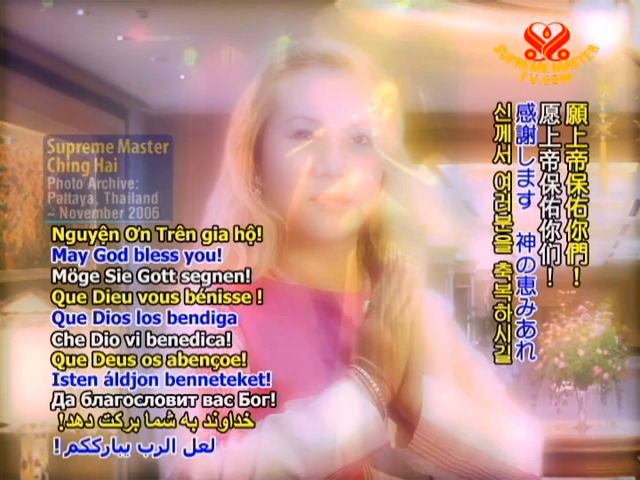 SUPREME MASTER
TV.COM
Supreme Master
Ching Hai
Photo Archive:
Pattaya, Thailand
~ November 2006
Nguyện Ơn Trên gia hộ!
May God bless you!
Möge Sie Gott segnen!
Que Dieu vous bénisse !
Que Dios los bendiga
Che Dio vi benedica!
Que Deus os abençoe!
Isten áldjon benneteket!
Да благословит вас Бог!
خداوند به شما برکت دهد!
لعل الرب يبارككم!
願上帝保佑你們！
愿上帝保佑你们！
感謝します 神の恵みあれ
신께서 여러분을 축복하시길